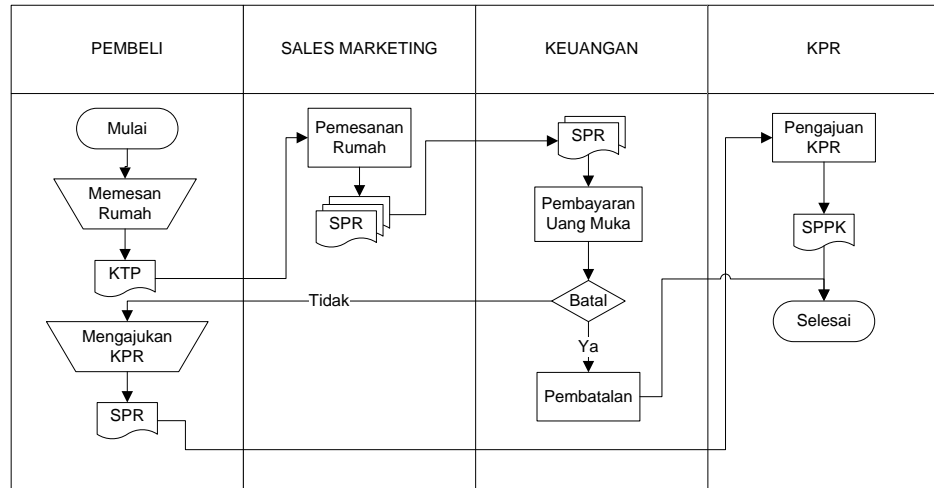 PEMBELI
SALES MARKETING
KEUANGAN
KPR
Mulai
Memesan
Rumah
KTP
Mengajukan
KPR
SPR
Pemesanan
Rumah
SPR
Tidak
SPR
Pembayaran
Uang Muka
Batal
Ya
Pembatalan
Pengajuan
KPR
SPPK
Selesai